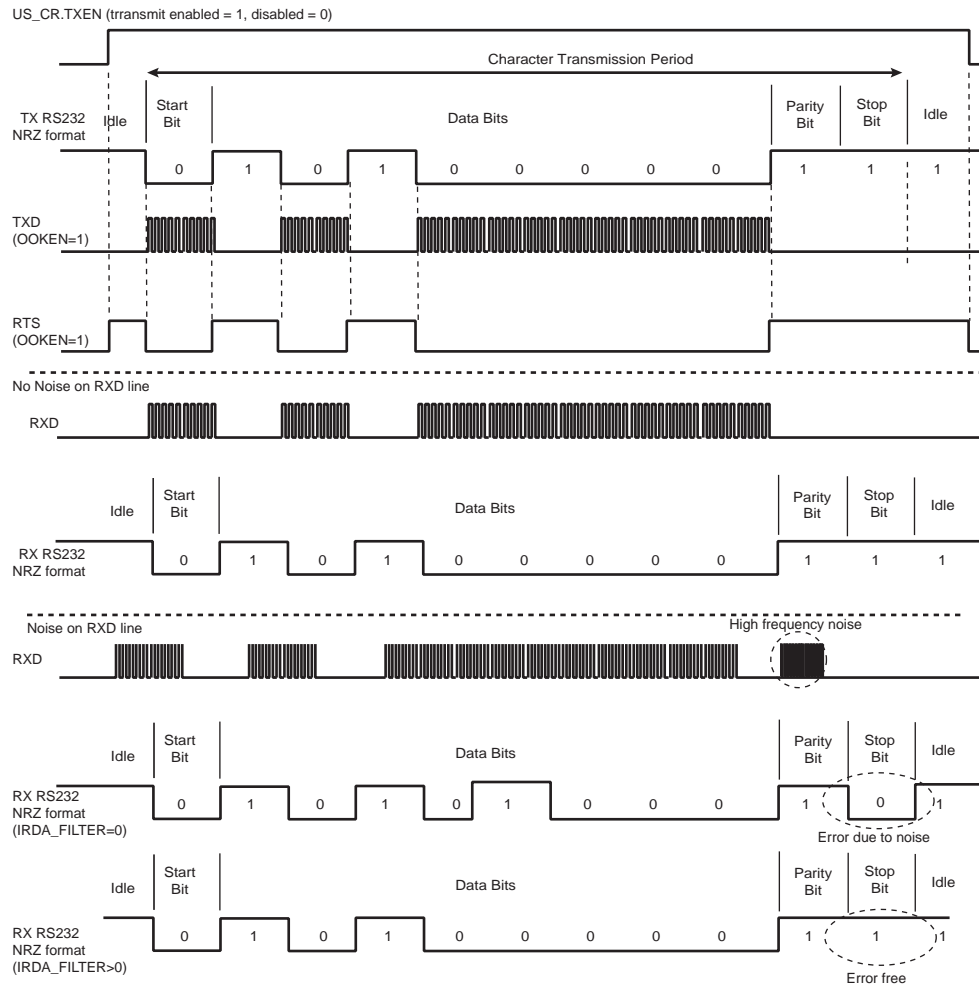 US_CR.TXEN (trransmit enabled = 1, disabled = 0)
Character Transmission Period
TX RS232
NRZ format
Idle
Start
Bit
Data Bits
Parity
Bit
Stop
Bit
Idle
0 1 0 1 0 0 0 0 0 1 1 1
TXD
(OOKEN=1)
RTS
(OOKEN=1)
No Noise on RXD line
RXD
Idle
Start
Bit
Data Bits
Parity
Bit
Stop
Bit
Idle
RX RS232
NRZ format
0 1 0 1 0 0 0 0 0 1 1 1
Noise on RXD line
High frequency noise
RXD
Idle
Start
Bit
Data Bits
Parity
Bit
Stop
Bit
Idle
RX RS232
NRZ format
(IRDA_FILTER=0)
0 1 0 1 0 1 0 0 0 1 0 1
Error due to noise
Idle
Start
Bit
Data Bits
Parity
Bit
Stop
Bit
Idle
RX RS232
NRZ format
(IRDA_FILTER>0)
0 1 0 1 0 0 0 0 0 1 1 1
Error free